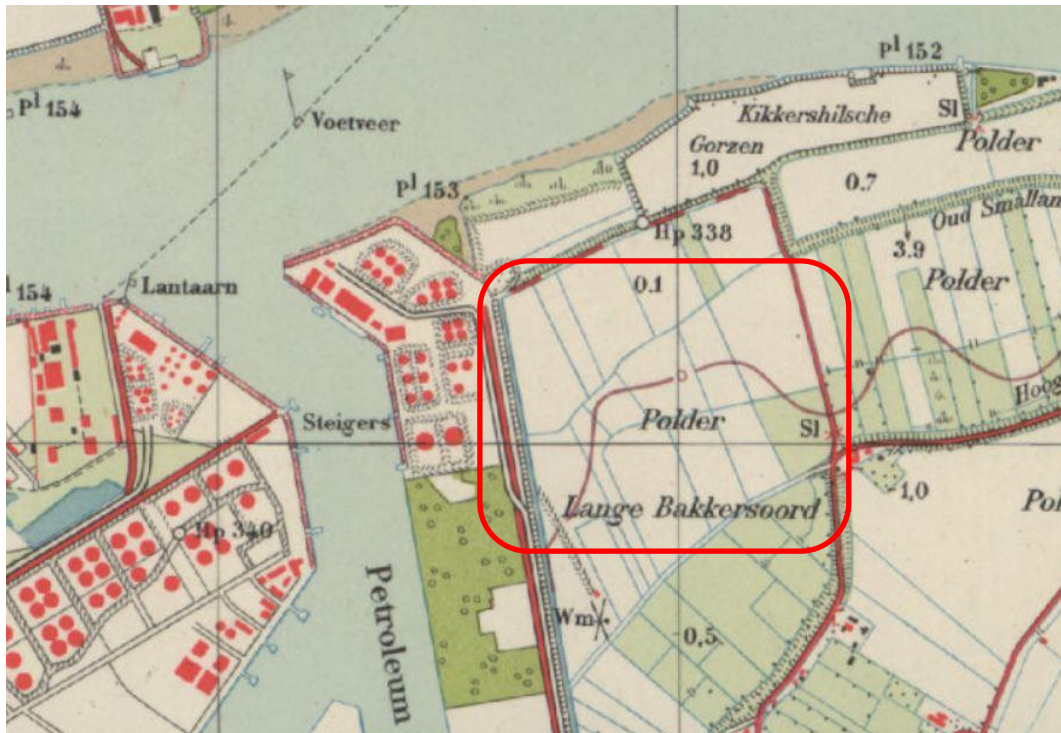 pl 152
Pl 154
Voetveer
Kikkershilsche
Sl
Polder
Gorzen
1,0
0.7
pl 153.
Oud Smallan
Hp 338
3.9
154
Lantaarn
0.1
Polder
Steigers
Polder
Sl
Hoog
Lange Bakkersoord
1,0
Pol
Hp 340
Petroleum
Wm
0,5